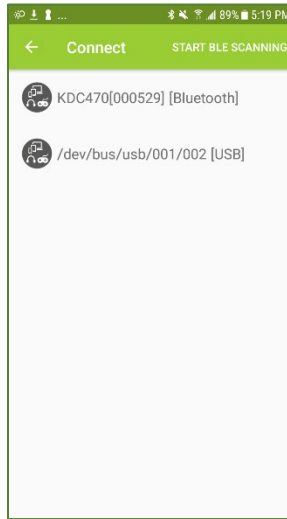 ... 89% 5:19 PM
Connect START BLE SCANNING
KDC470[000529] [Bluetooth]
/dev/bus/usb/001/002 [USB]